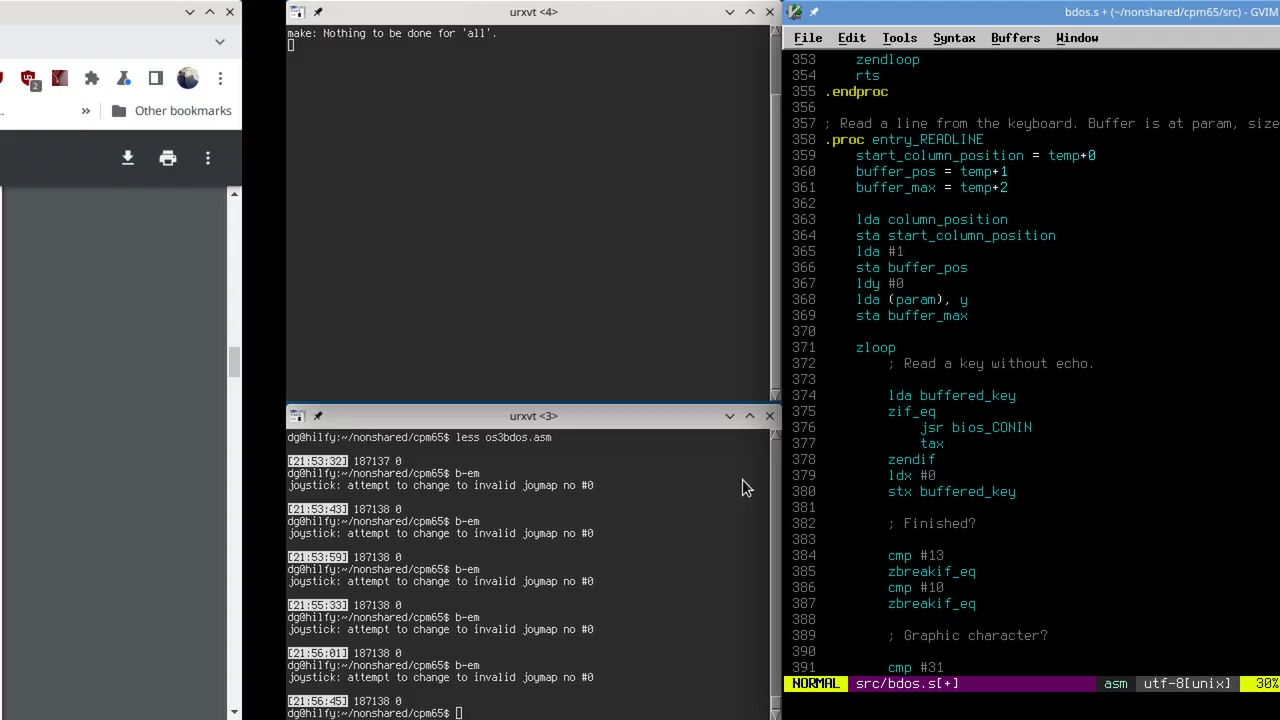 2
..
»
Other bookmarks
urxvt <4>
make: Nothing to be done for 'all'.
urxvt <3>
dg@hilfy:~/nonshared/cpm65$ less os3bdos.asm
[21:53:32] 187137 0
dg@hilfy:~/nonshared/cpm65$ b-em
joystick: attempt to change to invalid joymap no #0
[21:53:43] 187138 0
dg@hilfy:~/nonshared/cpm65$ b-em
joystick: attempt to change to invalid joymap no #0
[21:53:59] 187138 0
dg@hilfy:~/nonshared/cpm65$ b-em
joystick: attempt to change to invalid joymap no #0
[21:55:33] 187138 0
dg@hilfy:~/nonshared/cpm65$ b-em
joystick: attempt to change to invalid joymap no #0
[21:56:01] 187138 0
dg@hilfy:~/nonshared/cpm65$ b-em
joystick: attempt to change to invalid joymap no #0
[21:56:45] 187138 0
dg@hilfy:~/nonshared/cpm65$
bdos.s + (~/nonshared/cpm65/src) - GVIM
File Edit Tools Syntax Buffers Window
353 zendloop
354 rts
355 .endproc
356
357 ; Read a line from the keyboard. Buffer is at param, size
358 .proc entry_READLINE
359 start_column_position = temp+0
360 buffer_pos = temp+1
361 buffer_max = temp+2
362
363 lda column_position
364 sta start_column_position
365 lda #1
366 sta buffer_pos
367 ldy #0
368 lda (param), y
369 sta buffer_max
370
371 zloop
372 ; Read a key without echo.
373
374 lda buffered_key
375 zif_eq
376 jsr bios_CONIN
377 tax
378 zendif
379 ldx #0
380 stx buffered_key
381
382 ; Finished?
383
384 cmp #13
385 zbreakif_eq
386 cmp #10
387 zbreakif_eq
388
389 ; Graphic character?
390
391 cmp #31
NORMAL src/bdos.s[+] asm utf-8[unix] 30%